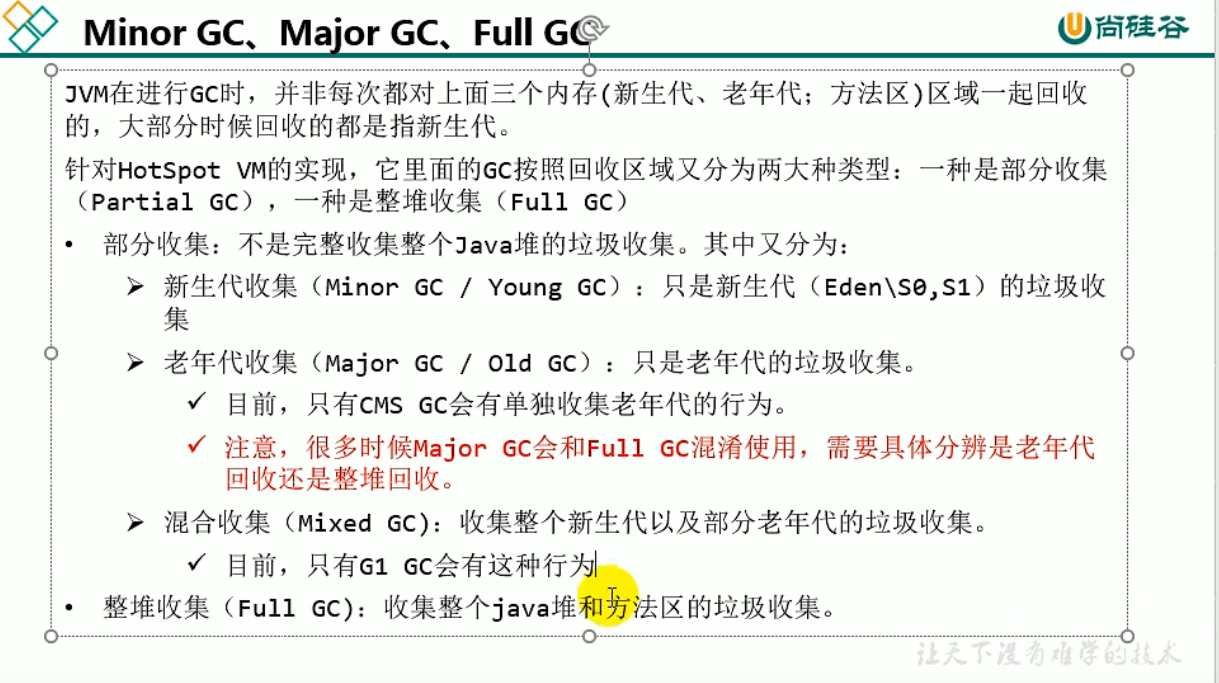 Minor GC、Major GC、Full GC
尚硅谷
JVM在进行GC时，并非每次都对上面三个内存(新生代、老年代；方法区)区域一起回收
的，大部分时候回收的都是指新生代。
针对HotSpot VM的实现，它里面的GC按照回收区域又分为两大种类型：一种是部分收集
（Partial GC），一种是整堆收集（Full GC）
• 部分收集：不是完整收集整个Java堆的垃圾收集。其中又分为：
➢ 新生代收集（Minor GC / Young GC）：只是新生代（Eden\S0,S1）的垃圾收
集
➢ 老年代收集（Major GC / Old GC）：只是老年代的垃圾收集。
✓ 目前，只有CMS GC会有单独收集老年代的行为。
✓ 注意，很多时候Major GC会和Full GC混淆使用，需要具体分辨是老年代
回收还是整堆回收。
➢ 混合收集（Mixed GC)：收集整个新生代以及部分老年代的垃圾收集。
✓ 目前，只有G1 GC会有这种行为
• 整堆收集（Full GC)：收集整个java堆和方法区的垃圾收集。
让天下没有难学的技术